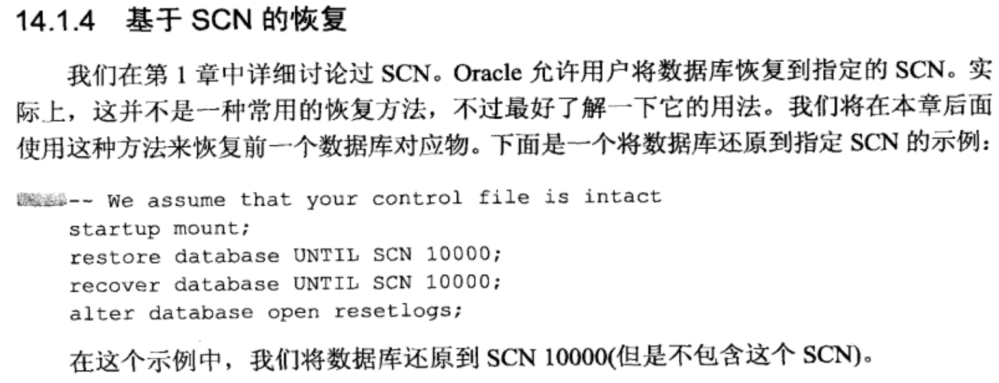 14.1.4 基于 SCN 的恢复
我们在第 1 章中详细讨论过 SCN。Oracle 允许用户将数据库恢复到指定的 SCN。实
际上，这并不是一种常用的恢复方法，不过最好了解一下它的用法。我们将在本章后面
使用这种方法来恢复前一个数据库对应物。下面是一个将数据库还原到指定 SCN 的示例：
-- We assume that your control file is intact
startup mount;
restore database UNTIL SCN 10000;
recover database UNTIL SCN 10000;
alter database open resetlogs;
在这个示例中，我们将数据库还原到 SCN 10000(但是不包含这个 SCN)。